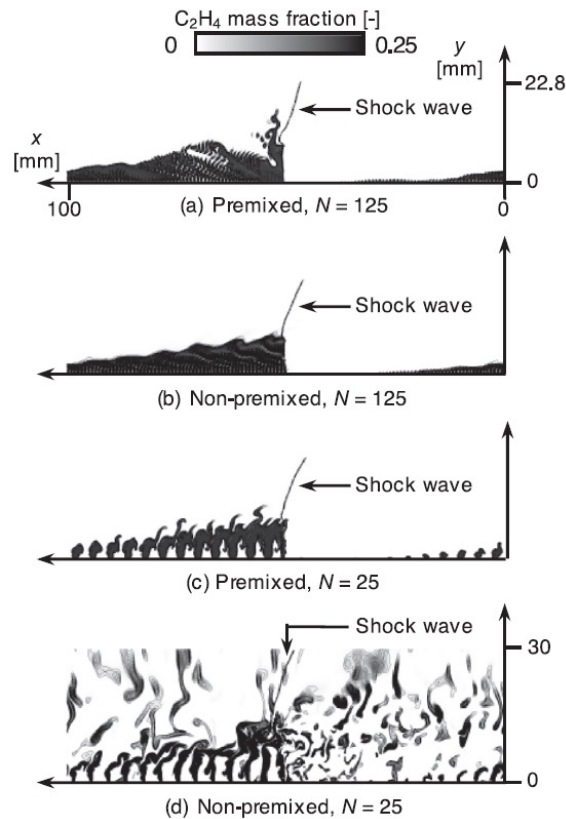 C₂H₄ mass fraction [-]
0 0.25
y
[mm]
22.8
Shock wave
x
[mm]
100 0 0
(a) Premixed, N = 125
Shock wave
(b) Non-premixed, N = 125
Shock wave
(c) Premixed, N = 25
Shock wave
30
0
(d) Non-premixed, N = 25